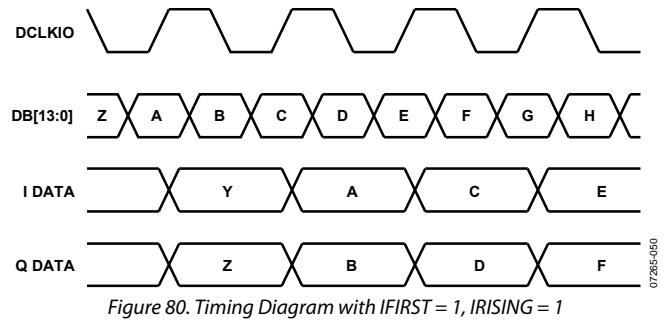 DCLKIO
DB[13:0] Z A B C D E F G H
I DATA Y A C E
Q DATA Z B D F
07265-050
Figure 80. Timing Diagram with IFIRST = 1, IRISING = 1